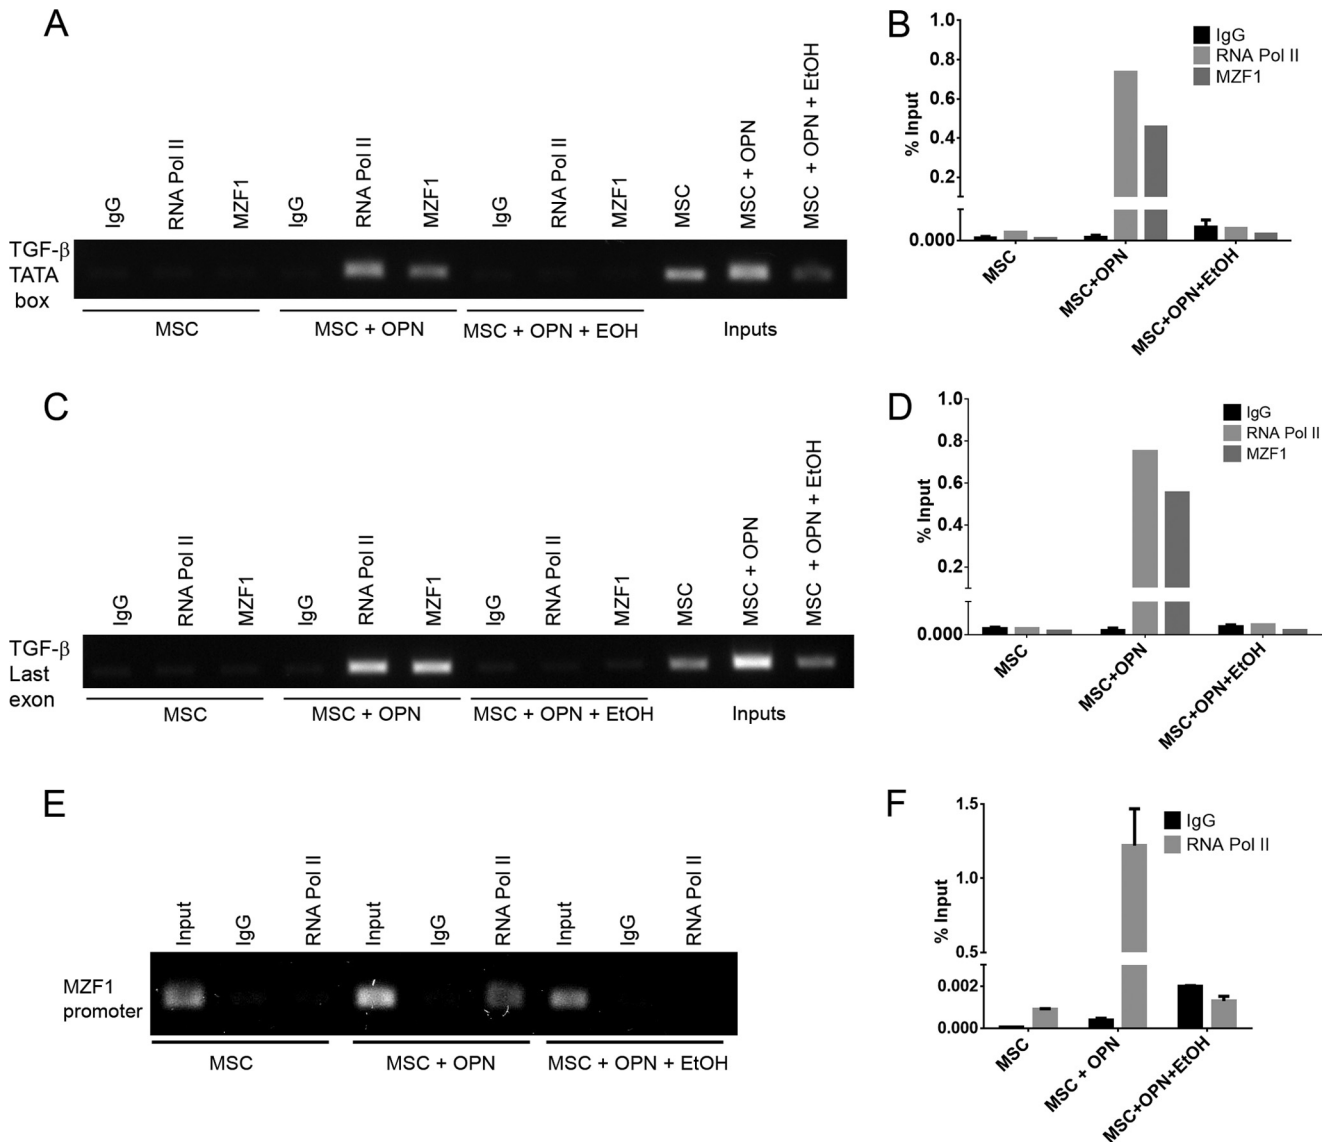 A
IgG
RNA Pol II
MZF1
IgG
RNA Pol II
MZF1
IgG
RNA Pol II
MZF1
MSC
MSC + OPN
MSC + OPN + EtOH
TGF-β
TATA
box
MSC
MSC + OPN
MSC + OPN + EOH
Inputs
B
IgG
RNA Pol II
MZF1
% Input
1.0
0.8
0.6
0.4
0.2
0.000
MSC
MSC+OPN
MSC+OPN+EtOH
C
IgG
RNA Pol II
MZF1
IgG
RNA Pol II
MZF1
IgG
RNA Pol II
MZF1
MSC
MSC + OPN
MSC + OPN + EtOH
TGF-β
Last
exon
MSC
MSC + OPN
MSC + OPN + EtOH
Inputs
D
IgG
RNA Pol II
MZF1
% Input
1.0
0.8
0.6
0.4
0.2
0.000
MSC
MSC+OPN
MSC+OPN+EtOH
E
Input
IgG
RNA Pol II
Input
IgG
RNA Pol II
Input
IgG
RNA Pol II
MZF1
promoter
MSC
MSC + OPN
MSC + OPN + EtOH
F
IgG
RNA Pol II
% Input
1.5
1.0
0.5
0.002
0.000
MSC
MSC + OPN
MSC+OPN+EtOH